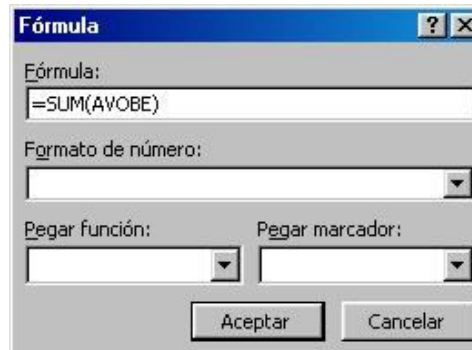 Fórmula
Fórmula:
=SUM(AVOBE)
Formato de número:
Pegar función: Pegar marcador:
Aceptar Cancelar